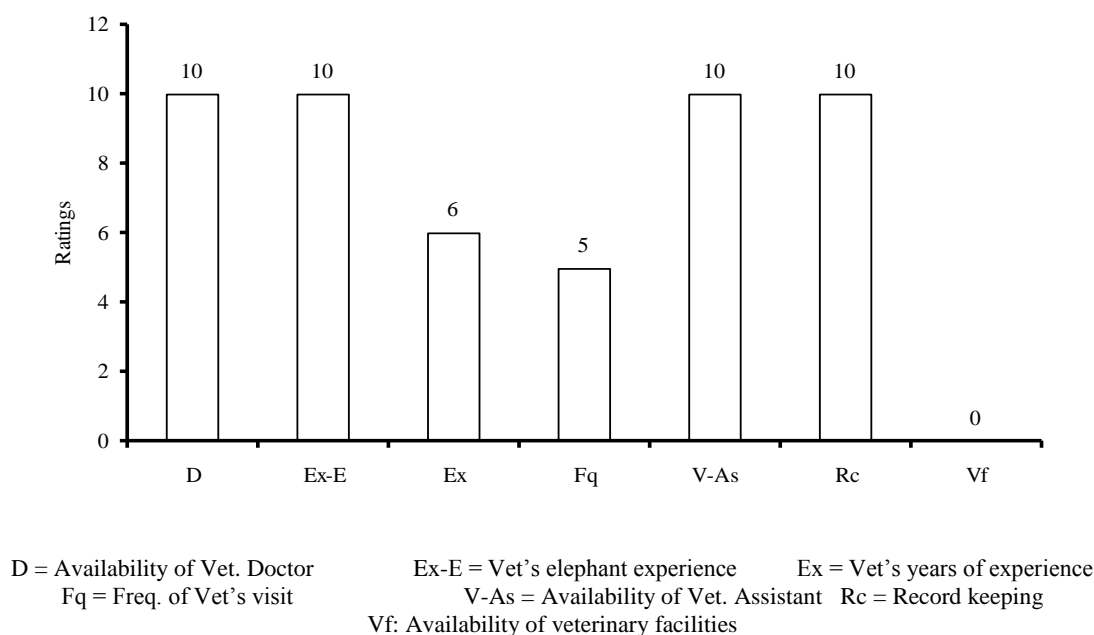 12
10
8
6
4
2
0
Ratings
10
10
6
5
10
10
0
D
Ex-E
Ex
Fq
V-As
Rc
Vf
D = Availability of Vet. Doctor Ex-E = Vet’s elephant experience Ex = Vet’s years of experience
Fq = Freq. of Vet’s visit V-As = Availability of Vet. Assistant Rc = Record keeping
Vf: Availability of veterinary facilities